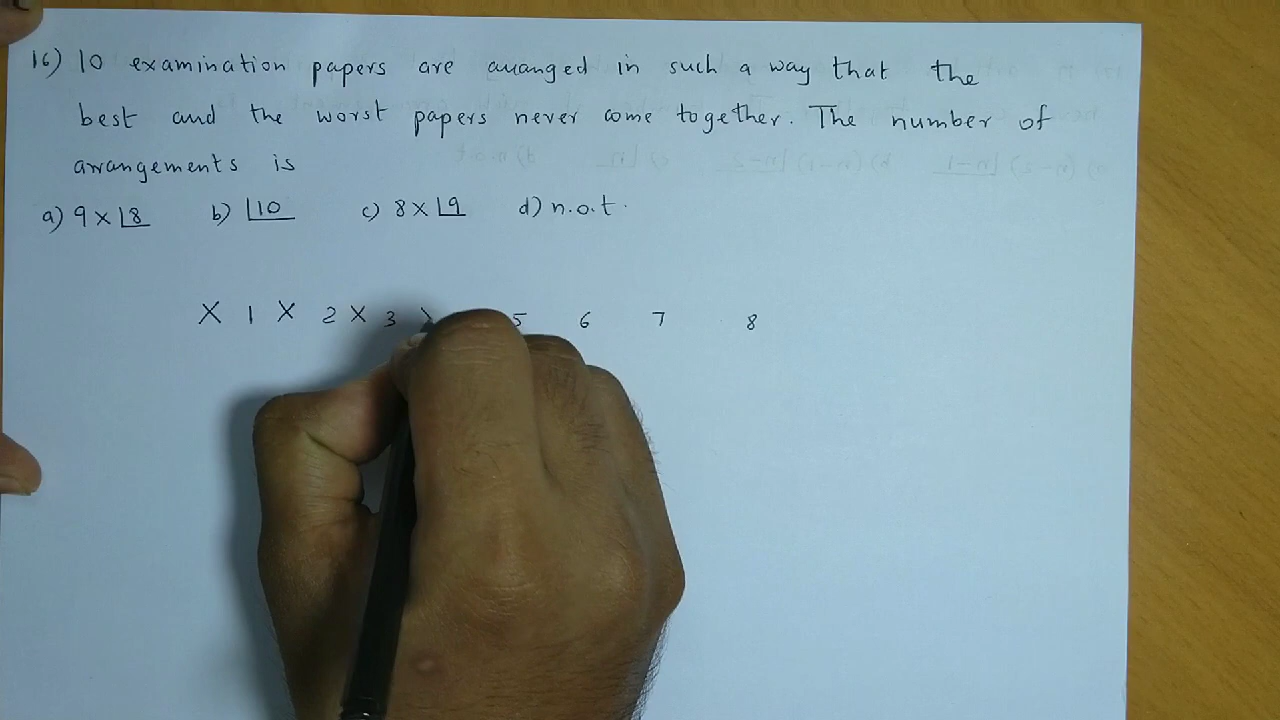 16) 10 examination papers are arranged in such a way that the
best and the worst papers never come together. The number of
arrangements is
a) 9 × |8 b) |10 c) 8 × |9 d) n.o.t.
X 1 X 2 X 3 5 6 7 8